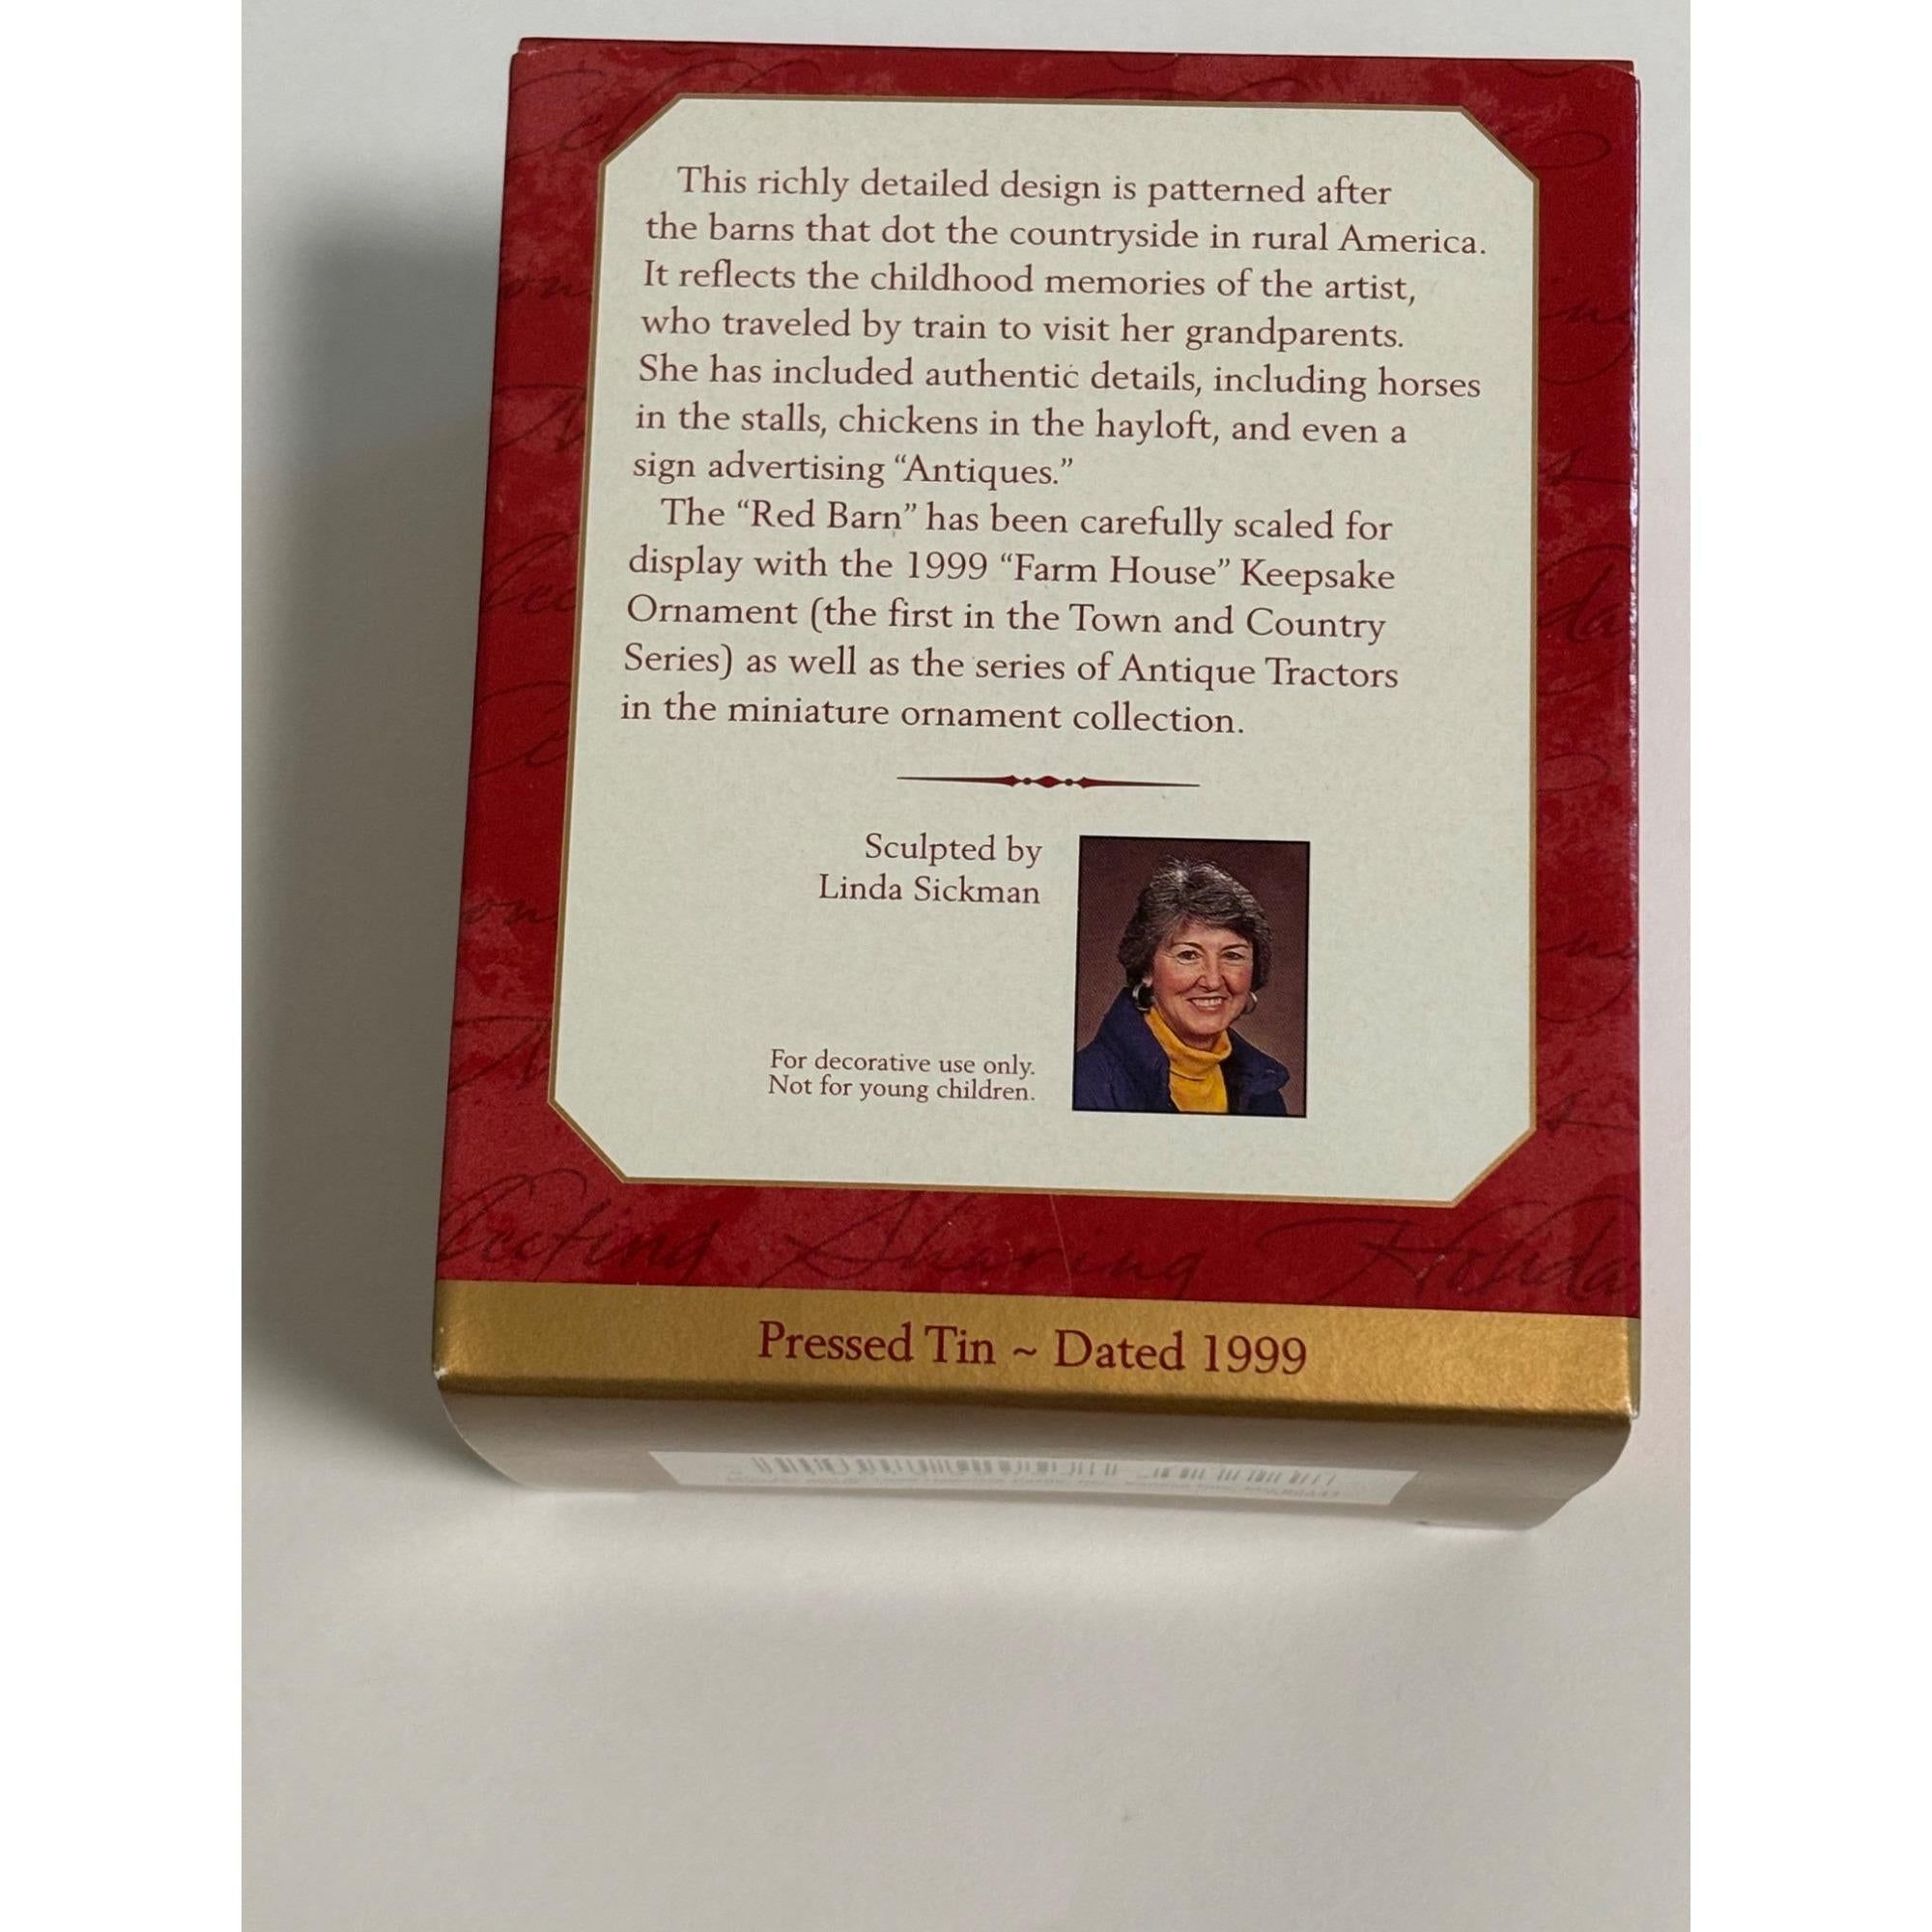 This richly detailed design is patterned after
the barns that dot the countryside in rural America.
It reflects the childhood memories of the artist,
who traveled by train to visit her grandparents.
She has included authentic details, including horses
in the stalls, chickens in the hayloft, and even a
sign advertising “Antiques.”
The “Red Barn” has been carefully scaled for
display with the 1999 “Farm House” Keepsake
Ornament (the first in the Town and Country
Series) as well as the series of Antique Tractors
in the miniature ornament collection.
Sculpted by
Linda Sickman
For decorative use only.
Not for young children.
Sharing
Pressed Tin ~ Dated 1999